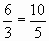 6/3 = 10/5